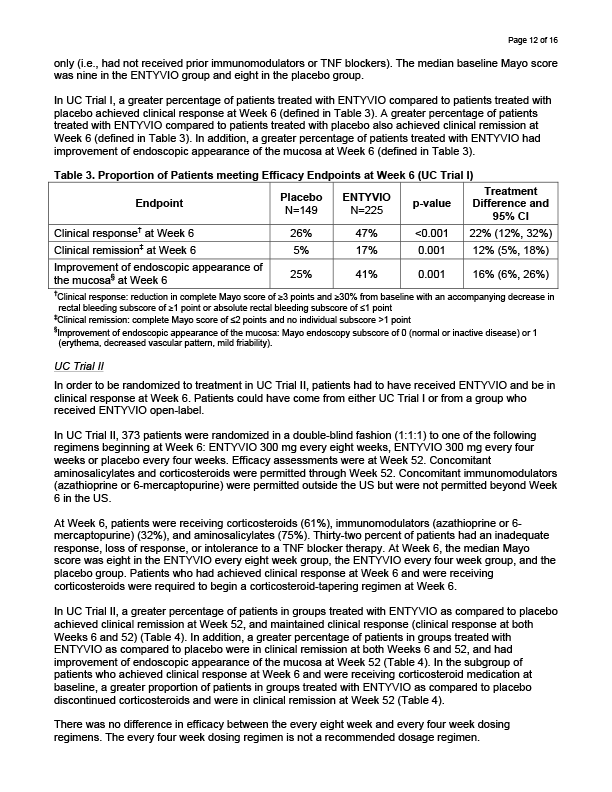 Page 12 of 16
only (i.e., had not received prior immunomodulators or TNF blockers). The median baseline Mayo score
was nine in the ENTYVIO group and eight in the placebo group.
In UC Trial I, a greater percentage of patients treated with ENTYVIO compared to patients treated with
placebo achieved clinical response at Week 6 (defined in Table 3). A greater percentage of patients
treated with ENTYVIO compared to patients treated with placebo also achieved clinical remission at
Week 6 (defined in Table 3). In addition, a greater percentage of patients treated with ENTYVIO had
improvement of endoscopic appearance of the mucosa at Week 6 (defined in Table 3).
Table 3. Proportion of Patients meeting Efficacy Endpoints at Week 6 (UC Trial I)
Endpoint Placebo N=149 ENTYVIO N=225 p-value Treatment Difference and 95% CI
Clinical response† at Week 6 26% 47% <0.001 22% (12%, 32%)
Clinical remission‡ at Week 6 5% 17% 0.001 12% (5%, 18%)
Improvement of endoscopic appearance of
the mucosa§ at Week 6 25% 41% 0.001 16% (6%, 26%)
†Clinical response: reduction in complete Mayo score of ≥3 points and ≥30% from baseline with an accompanying decrease in
rectal bleeding subscore of ≥1 point or absolute rectal bleeding subscore of ≤1 point
‡Clinical remission: complete Mayo score of ≤2 points and no individual subscore >1 point
§Improvement of endoscopic appearance of the mucosa: Mayo endoscopy subscore of 0 (normal or inactive disease) or 1
(erythema, decreased vascular pattern, mild friability).
UC Trial II
In order to be randomized to treatment in UC Trial II, patients had to have received ENTYVIO and be in
clinical response at Week 6. Patients could have come from either UC Trial I or from a group who
received ENTYVIO open-label.
In UC Trial II, 373 patients were randomized in a double-blind fashion (1:1:1) to one of the following
regimens beginning at Week 6: ENTYVIO 300 mg every eight weeks, ENTYVIO 300 mg every four
weeks or placebo every four weeks. Efficacy assessments were at Week 52. Concomitant
aminosalicylates and corticosteroids were permitted through Week 52. Concomitant immunomodulators
(azathioprine or 6-mercaptopurine) were permitted outside the US but were not permitted beyond Week
6 in the US.
At Week 6, patients were receiving corticosteroids (61%), immunomodulators (azathioprine or 6-
mercaptopurine) (32%), and aminosalicylates (75%). Thirty-two percent of patients had an inadequate
response, loss of response, or intolerance to a TNF blocker therapy. At Week 6, the median Mayo
score was eight in the ENTYVIO every eight week group, the ENTYVIO every four week group, and the
placebo group. Patients who had achieved clinical response at Week 6 and were receiving
corticosteroids were required to begin a corticosteroid-tapering regimen at Week 6.
In UC Trial II, a greater percentage of patients in groups treated with ENTYVIO as compared to placebo
achieved clinical remission at Week 52, and maintained clinical response (clinical response at both
Weeks 6 and 52) (Table 4). In addition, a greater percentage of patients in groups treated with
ENTYVIO as compared to placebo were in clinical remission at both Weeks 6 and 52, and had
improvement of endoscopic appearance of the mucosa at Week 52 (Table 4). In the subgroup of
patients who achieved clinical response at Week 6 and were receiving corticosteroid medication at
baseline, a greater proportion of patients in groups treated with ENTYVIO as compared to placebo
discontinued corticosteroids and were in clinical remission at Week 52 (Table 4).
There was no difference in efficacy between the every eight week and every four week dosing
regimens. The every four week dosing regimen is not a recommended dosage regimen.